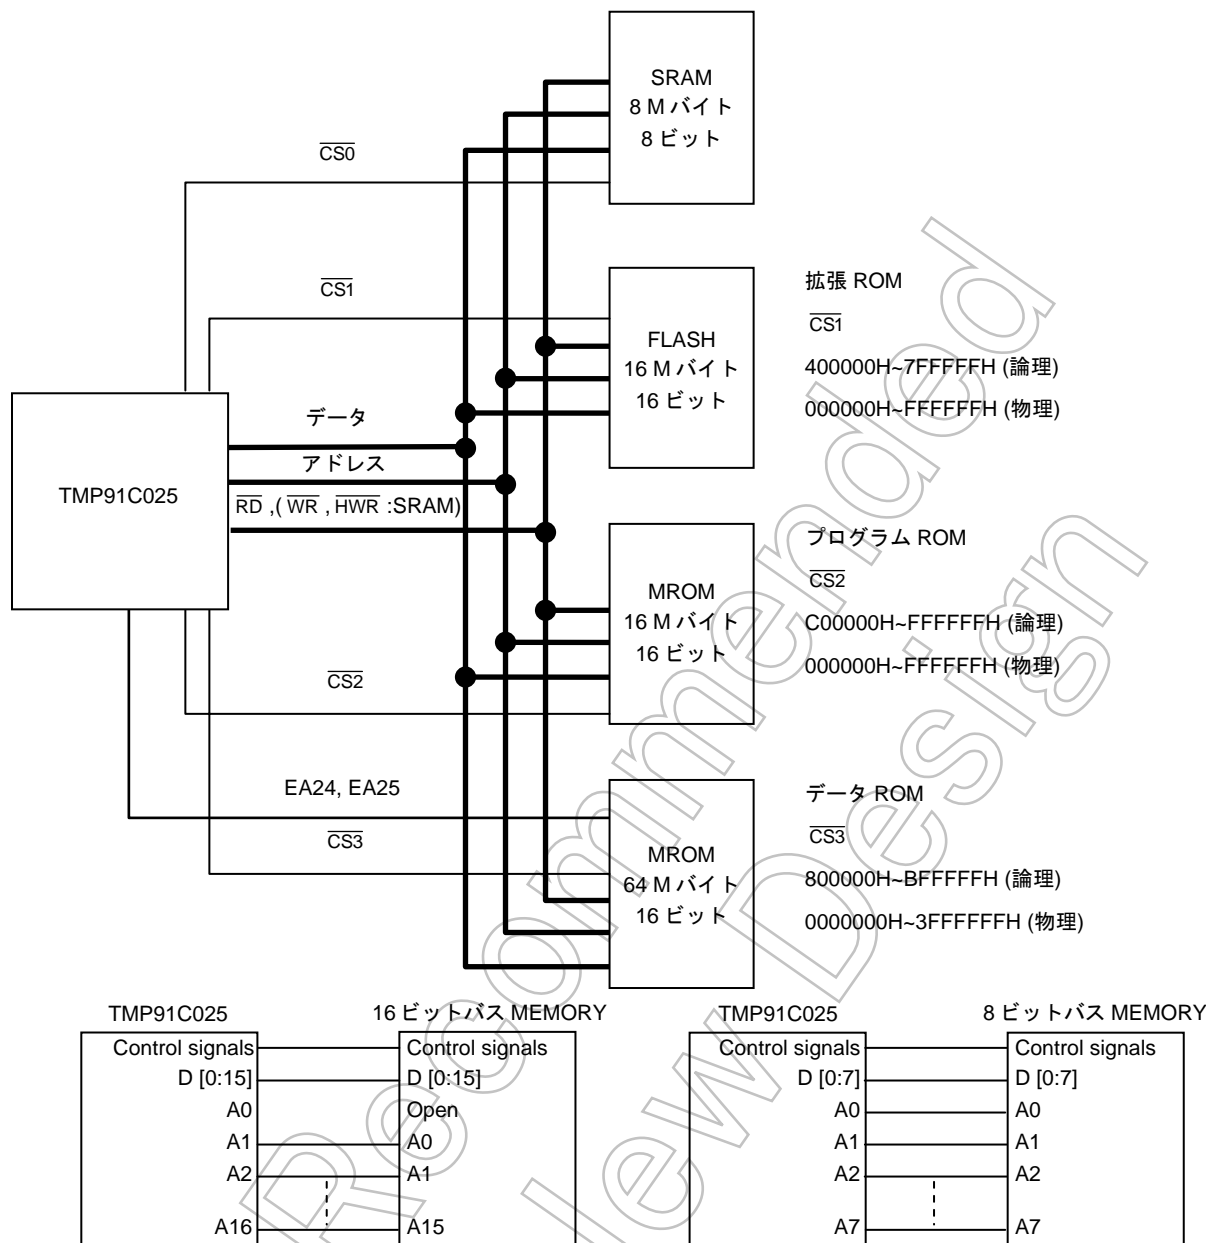 SRAM
8 M バイト
8 ビット
CS0
CS1
FLASH
16 M バイト
16 ビット
拡張 ROM
CS1
400000H~7FFFFFH (論理)
000000H~FFFFFFH (物理)
TMP91C025
データ
アドレス
RD ,( WR , HWR :SRAM)
MROM
16 M バイト
16 ビット
プログラム ROM
CS2
C00000H~FFFFFFH (論理)
000000H~FFFFFFH (物理)
CS2
EA24, EA25
CS3
MROM
64 M バイト
16 ビット
データ ROM
CS3
800000H~BFFFFFH (論理)
0000000H~3FFFFFFH (物理)
TMP91C025
16 ビットバス MEMORY
Control signals
Control signals
D [0:15]
D [0:15]
A0
Open
A1
A0
A2
A1
A16
A15
TMP91C025
8 ビットバス MEMORY
Control signals
Control signals
D [0:7]
D [0:7]
A0
A0
A1
A1
A2
A2
A7
A7
Recommended
New Design